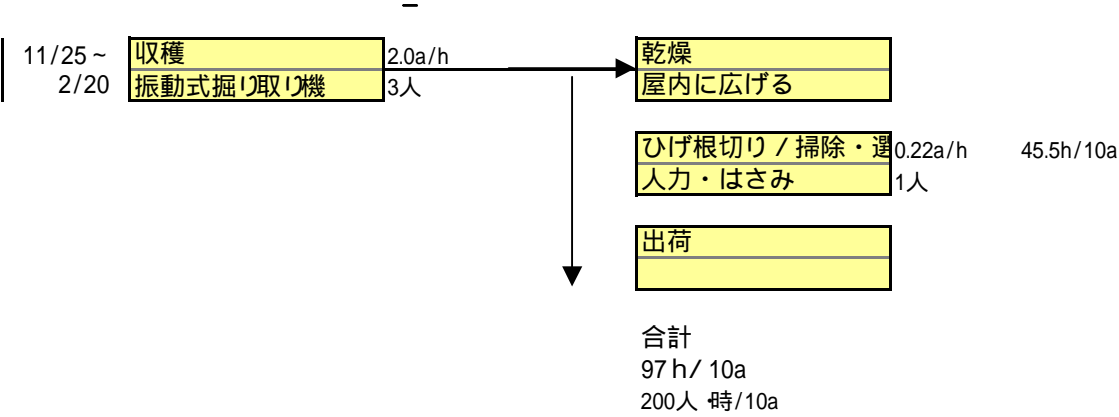 11/25～
2/20
収穫
振動式掘り取り機
2.0a/h
3人
乾燥
屋内に広げる
ひげ根切り／掃除・選
人力・はさみ
0.22a/h
1人
45.5h/10a
出荷
合計
97ｈ/10a
200人・時/10a